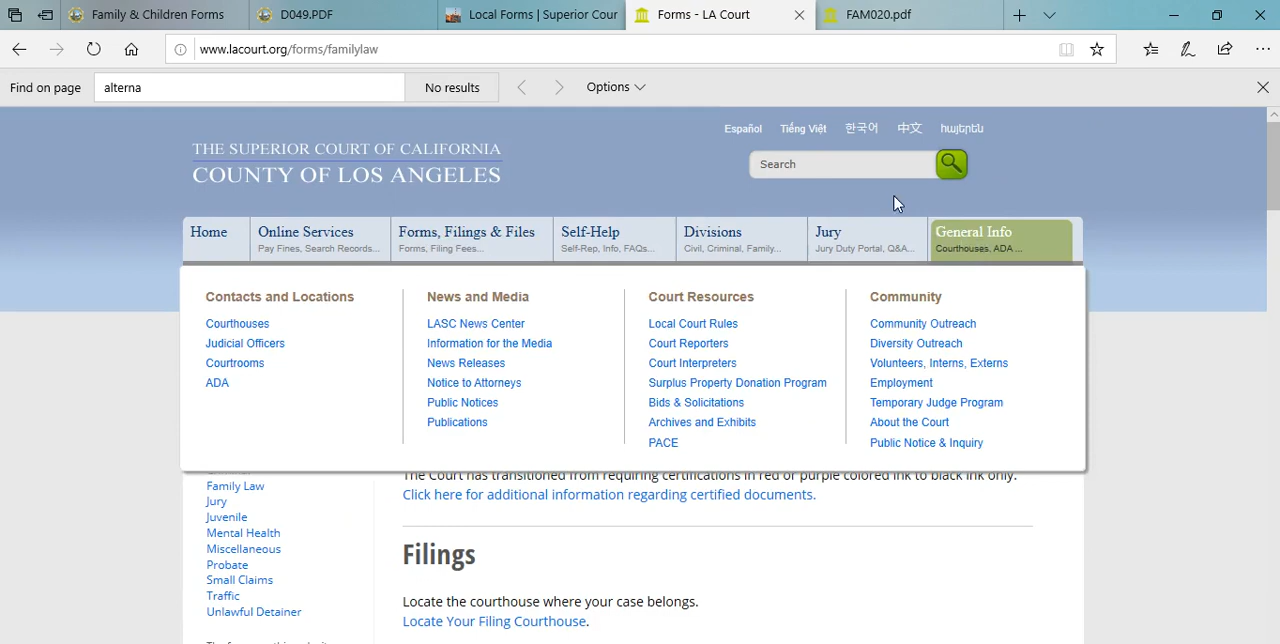 Family & Children Forms
D049.PDF
Local Forms | Superior Cour
Forms - LA Court
FAM020.pdf
www.lacourt.org/forms/familylaw
Find on page
alterna
No results
Options
Español
Tiếng Việt
한국어
中文
հայերեն
THE SUPERIOR COURT OF CALIFORNIA
COUNTY OF LOS ANGELES
Search
Home
Online Services
Pay Fines, Search Records...
Forms, Filings & Files
Forms, Filing Fees...
Self-Help
Self-Rep, Info, FAQs...
Divisions
Civil, Criminal, Family...
Jury
Jury Duty Portal, Q&A...
General Info
Courthouses, ADA ...
Contacts and Locations
Courthouses
Judicial Officers
Courtrooms
ADA
News and Media
LASC News Center
Information for the Media
News Releases
Notice to Attorneys
Public Notices
Publications
Court Resources
Local Court Rules
Court Reporters
Court Interpreters
Surplus Property Donation Program
Bids & Solicitations
Archives and Exhibits
PACE
Community
Community Outreach
Diversity Outreach
Volunteers, Interns, Externs
Employment
Temporary Judge Program
About the Court
Public Notice & Inquiry
Family Law
Jury
Juvenile
Mental Health
Miscellaneous
Probate
Small Claims
Traffic
Unlawful Detainer
The Court has transitioned from requiring certifications in red or purple colored ink to black ink only.
Click here for additional information regarding certified documents.
Filings
Locate the courthouse where your case belongs.
Locate Your Filing Courthouse.